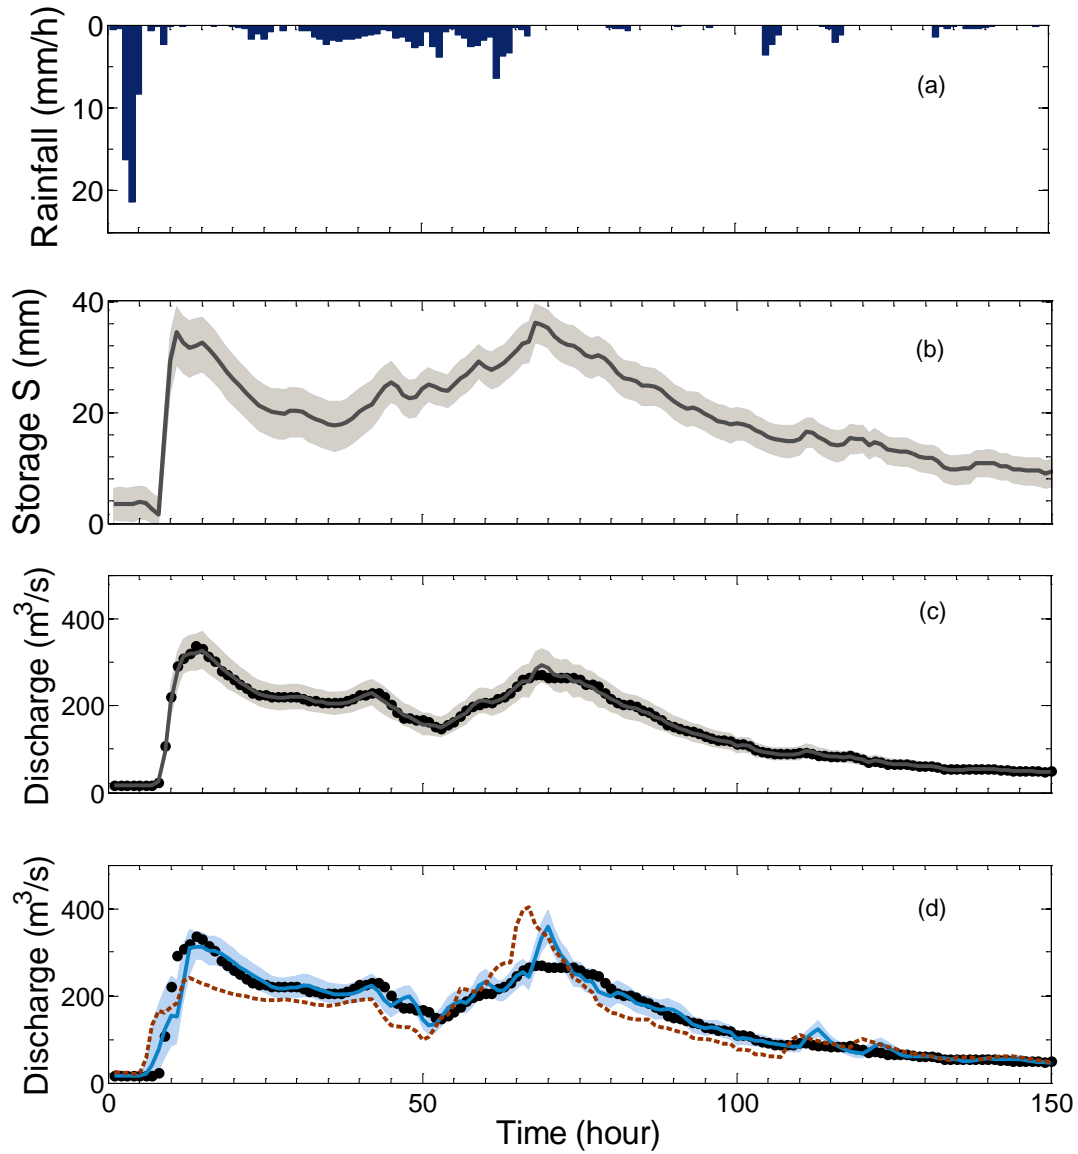 0
10
20
Rainfall (mm/h)
(a)
40
20
0
Storage S (mm)
(b)
400
200
0
Discharge (m³/s)
(c)
400
200
0
Discharge (m³/s)
(d)
0 50 100 150
Time (hour)